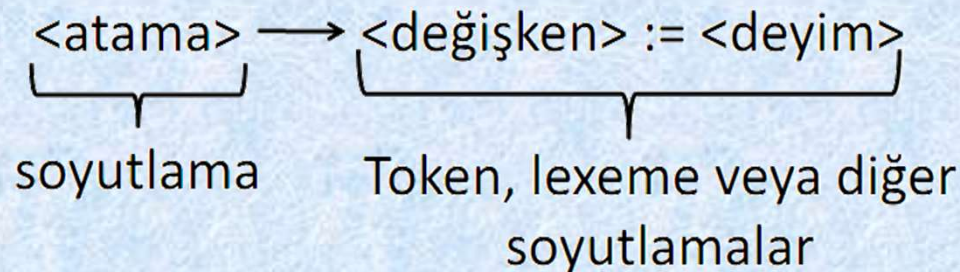 <atama> → <değişken> := <deyim>
soyutlama
Token, lexeme veya diğer
soyutlamalar